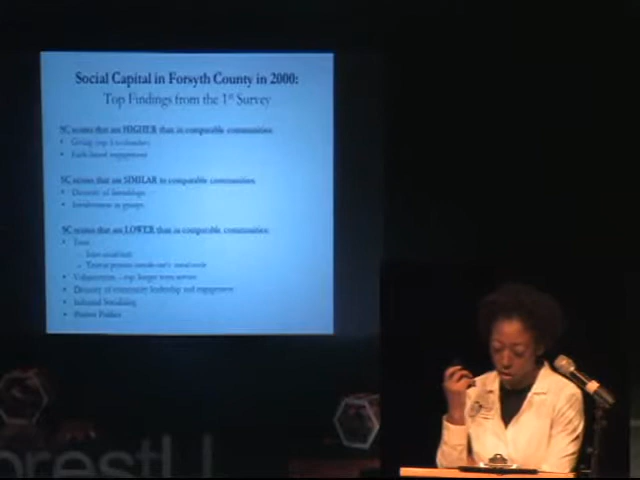 Social Capital in Forsyth County in 2000:
Top Findings from the 1st Survey
SC scores that are HIGHER than in comparable communities:
• Faith-based engagement
SC scores that are SIMILAR to comparable communities:
• Diversity of friendships
• Involvement in groups
SC scores that are LOWER than in comparable communities:
• Trust
• Diversity of community leadership and engagement
• Informal Socializing
• Protest Politics
orestU